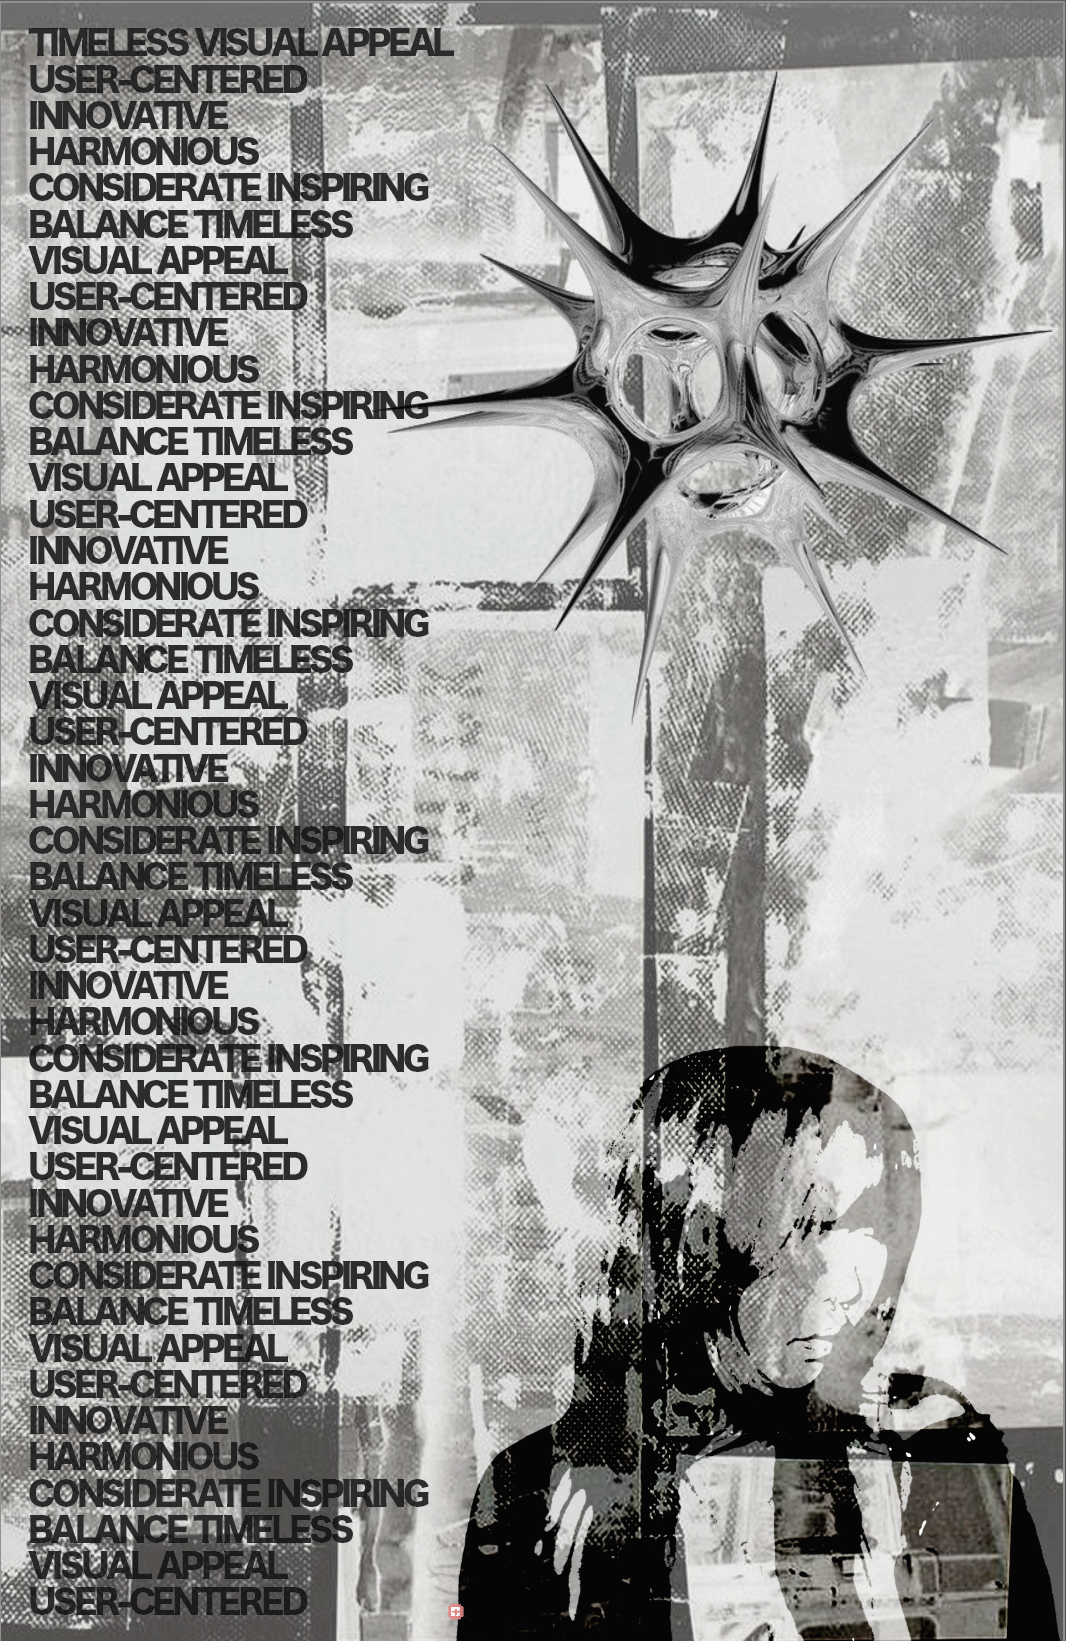 TIMELESS VISUAL APPEAL
USER-CENTERED
INNOVATIVE
HARMONIOUS
CONSIDERATE INSPIRING
BALANCE TIMELESS
VISUAL APPEAL
USER-CENTERED
INNOVATIVE
HARMONIOUS
CONSIDERATE INSPIRING
BALANCE TIMELESS
VISUAL APPEAL
USER-CENTERED
INNOVATIVE
HARMONIOUS
CONSIDERATE INSPIRING
BALANCE TIMELESS
VISUAL APPEAL
USER-CENTERED
INNOVATIVE
HARMONIOUS
CONSIDERATE INSPIRING
BALANCE TIMELESS
VISUAL APPEAL
USER-CENTERED
INNOVATIVE
HARMONIOUS
CONSIDERATE INSPIRING
BALANCE TIMELESS
VISUAL APPEAL
USER-CENTERED
INNOVATIVE
HARMONIOUS
CONSIDERATE INSPIRING
BALANCE TIMELESS
VISUAL APPEAL
USER-CENTERED
INNOVATIVE
HARMONIOUS
CONSIDERATE INSPIRING
BALANCE TIMELESS
VISUAL APPEAL
USER-CENTERED